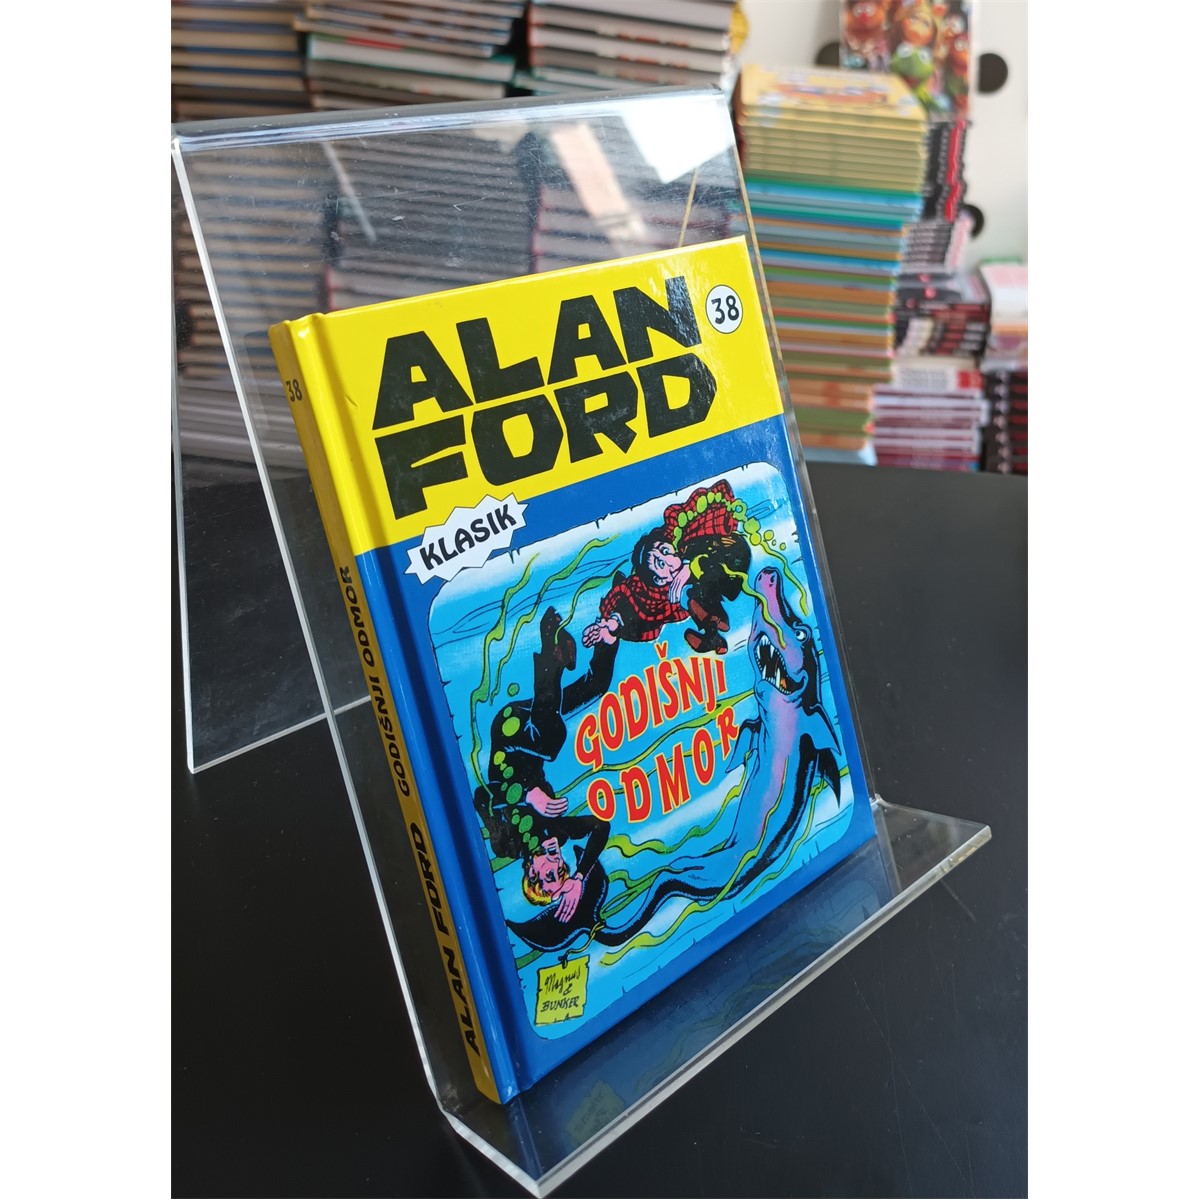 ALAN
FORD
38
KLASIK
GODIŠNJI
ODMOR
Magnus
&
BUNKER
38
ALAN FORD GODIŠNJI ODMOR